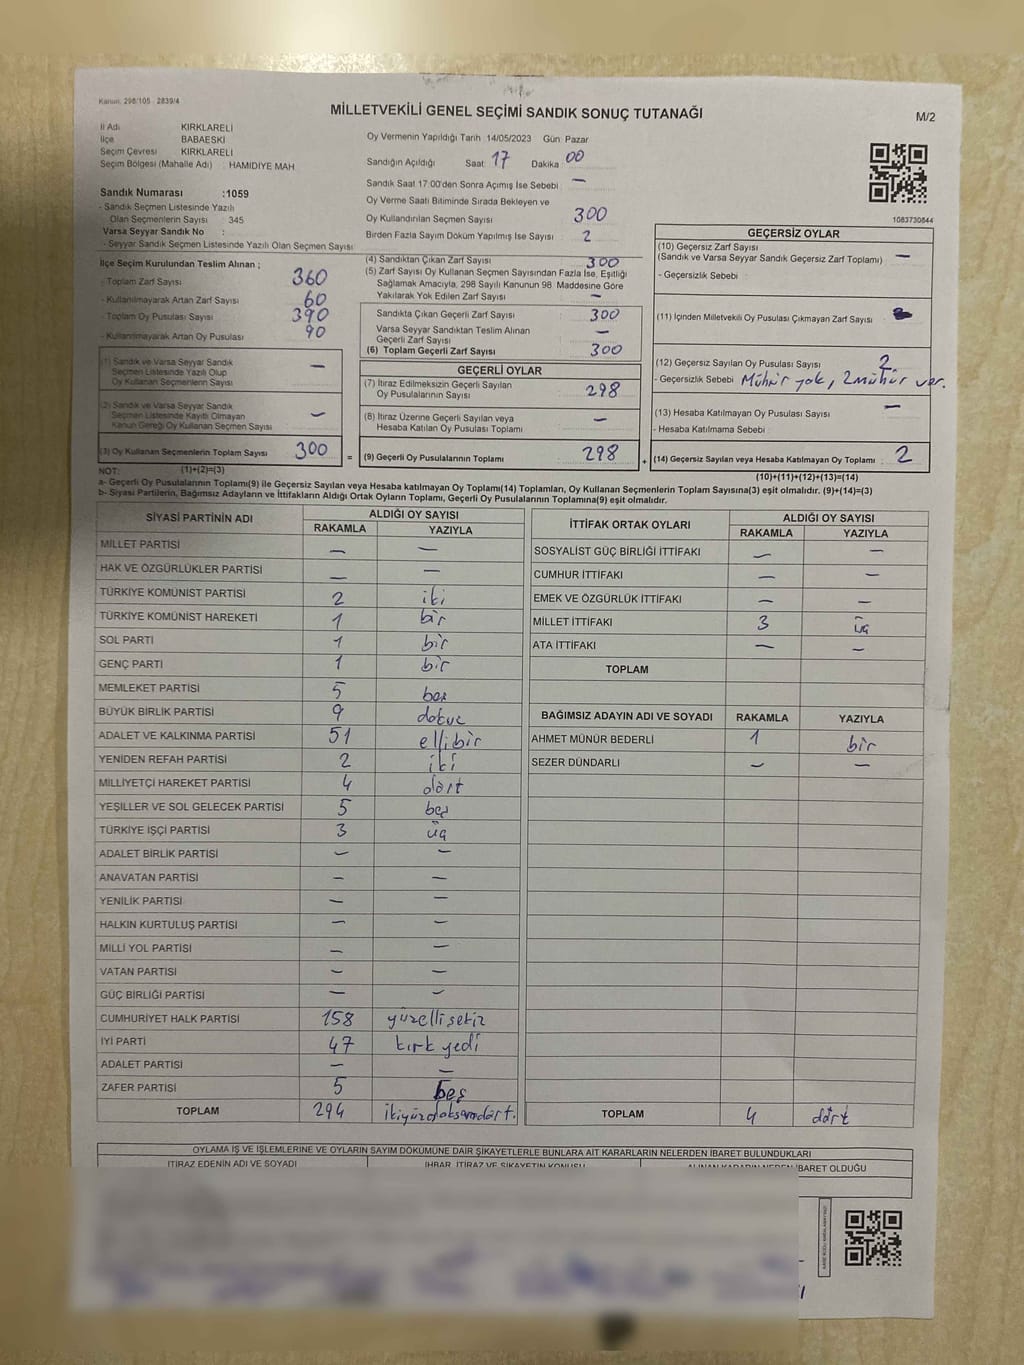 Kanun: 298/105 - 2839/4
MİLLETVEKİLİ GENEL SEÇİMİ SANDIK SONUÇ TUTANAĞI
M/2
İl Adı KIRKLARELİ
İlçe BABAESKİ
Seçim Çevresi KIRKLARELİ
Seçim Bölgesi (Mahalle Adı) : HAMİDİYE MAH
Oy Vermenin Yapıldığı Tarih 14/05/2023 Gün Pazar
Sandığın Açıldığı Saat 17 Dakika 00
Sandık Saat 17:00'den Sonra Açılmış İse Sebebi : —
Oy Verme Saati Bitiminde Sırada Bekleyen ve
Oy Kullandırılan Seçmen Sayısı 300
Birden Fazla Sayım Döküm Yapılmış İse Sayısı 2
Sandık Numarası :1059
- Sandık Seçmen Listesinde Yazılı
Olan Seçmenlerin Sayısı : 345
Varsa Seyyar Sandık No :
- Seyyar Sandık Seçmen Listesinde Yazılı Olan Seçmen Sayısı
1083730844
İlçe Seçim Kurulundan Teslim Alınan ;
- Toplam Zarf Sayısı 360
- Kullanılmayarak Artan Zarf Sayısı 60
- Toplam Oy Pusulası Sayısı 390
- Kullanılmayarak Artan Oy Pusulası 90
(1) Sandık ve Varsa Seyyar Sandık
Seçmen Listesinde Yazılı Olup
Oy Kullanan Seçmenlerin Sayısı —
(2) Sandık ve Varsa Seyyar Sandık
Seçmen Listesinde Kayıtlı Olmayan
Kanun Gereği Oy Kullanan Seçmen Sayısı —
(3) Oy Kullanan Seçmenlerin Toplam Sayısı 300 =
(4) Sandıktan Çıkan Zarf Sayısı 300
(5) Zarf Sayısı Oy Kullanan Seçmen Sayısından Fazla İse, Eşitliği
Sağlamak Amacıyla, 298 Sayılı Kanunun 98. Maddesine Göre
Yakılarak Yok Edilen Zarf Sayısı —
Sandıkta Çıkan Geçerli Zarf Sayısı 300
Varsa Seyyar Sandıktan Teslim Alınan
Geçerli Zarf Sayısı —
(6) Toplam Geçerli Zarf Sayısı 300
GEÇERLİ OYLAR
(7) İtiraz Edilmeksizin Geçerli Sayılan
Oy Pusulalarının Sayısı 298
(8) İtiraz Üzerine Geçerli Sayılan veya
Hesaba Katılan Oy Pusulası Toplamı —
(9) Geçerli Oy Pusulalarının Toplamı 298 +
GEÇERSİZ OYLAR
(10) Geçersiz Zarf Sayısı
(Sandık ve Varsa Seyyar Sandık Geçersiz Zarf Toplamı) —
- Geçersizlik Sebebi :
(11) İçinden Milletvekili Oy Pusulası Çıkmayan Zarf Sayısı :
(12) Geçersiz Sayılan Oy Pusulası Sayısı : 2
- Geçersizlik Sebebi : Mühür yok, 2 mühür var.
(13) Hesaba Katılmayan Oy Pusulası Sayısı : —
- Hesaba Katılmama Sebebi :
(14) Geçersiz Sayılan veya Hesaba Katılmayan Oy Toplamı : 2
NOT: (1)+(2)=(3)
(10)+(11)+(12)+(13)=(14)
a- Geçerli Oy Pusulalarının Toplamı(9) ile Geçersiz Sayılan veya Hesaba katılmayan Oy Toplamı(14) Toplamları, Oy Kullanan Seçmenlerin Toplam Sayısına(3) eşit olmalıdır. (9)+(14)=(3)
b- Siyasi Partilerin, Bağımsız Adayların ve İttifakların Aldığı Ortak Oyların Toplamı, Geçerli Oy Pusulalarının Toplamına(9) eşit olmalıdır.
SİYASİ PARTİNİN ADI ALDIĞI OY SAYISI
RAKAMLA YAZIYLA
MİLLET PARTİSİ — —
HAK VE ÖZGÜRLÜKLER PARTİSİ — —
TÜRKİYE KOMÜNİST PARTİSİ 2 iki
TÜRKİYE KOMÜNİST HAREKETİ 1 bir
SOL PARTİ 1 bir
GENÇ PARTİ 1 bir
MEMLEKET PARTİSİ 5 beş
BÜYÜK BİRLİK PARTİSİ 9 dokuz
ADALET VE KALKINMA PARTİSİ 51 ellibir
YENİDEN REFAH PARTİSİ 2 iki
MİLLİYETÇİ HAREKET PARTİSİ 4 dört
YEŞİLLER VE SOL GELECEK PARTİSİ 5 beş
TÜRKİYE İŞÇİ PARTİSİ 3 üç
ADALET BİRLİK PARTİSİ — —
ANAVATAN PARTİSİ — —
YENİLİK PARTİSİ — —
HALKIN KURTULUŞ PARTİSİ — —
MİLLİ YOL PARTİSİ — —
VATAN PARTİSİ — —
GÜÇ BİRLİĞİ PARTİSİ — —
CUMHURİYET HALK PARTİSİ 158 yüzellisekiz
İYİ PARTİ 47 kırk yedi
ADALET PARTİSİ — —
ZAFER PARTİSİ 5 beş
TOPLAM 294 ikiyüzdoksandört.
İTTİFAK ORTAK OYLARI ALDIĞI OY SAYISI
RAKAMLA YAZIYLA
SOSYALİST GÜÇ BİRLİĞİ İTTİFAKI — —
CUMHUR İTTİFAKI — —
EMEK VE ÖZGÜRLÜK İTTİFAKI — —
MİLLET İTTİFAKI 3 üç
ATA İTTİFAKI — —
TOPLAM
BAĞIMSIZ ADAYIN ADI VE SOYADI RAKAMLA YAZIYLA
AHMET MÜNÜR BEDERLİ 1 bir
SEZER DÜNDARLI — —
TOPLAM 4 dört
OYLAMA İŞ VE İŞLEMLERİNE VE OYLARIN SAYIM DÖKÜMÜNE DAİR ŞİKAYETLERLE BUNLARA AİT KARARLARIN NELERDEN İBARET BULUNDUKLARI
İTİRAZ EDENİN ADI VE SOYADI İHBAR, İTİRAZ VE ŞİKAYETİN KONUSU ALINAN KARARIN NEDEN İBARET OLDUĞU